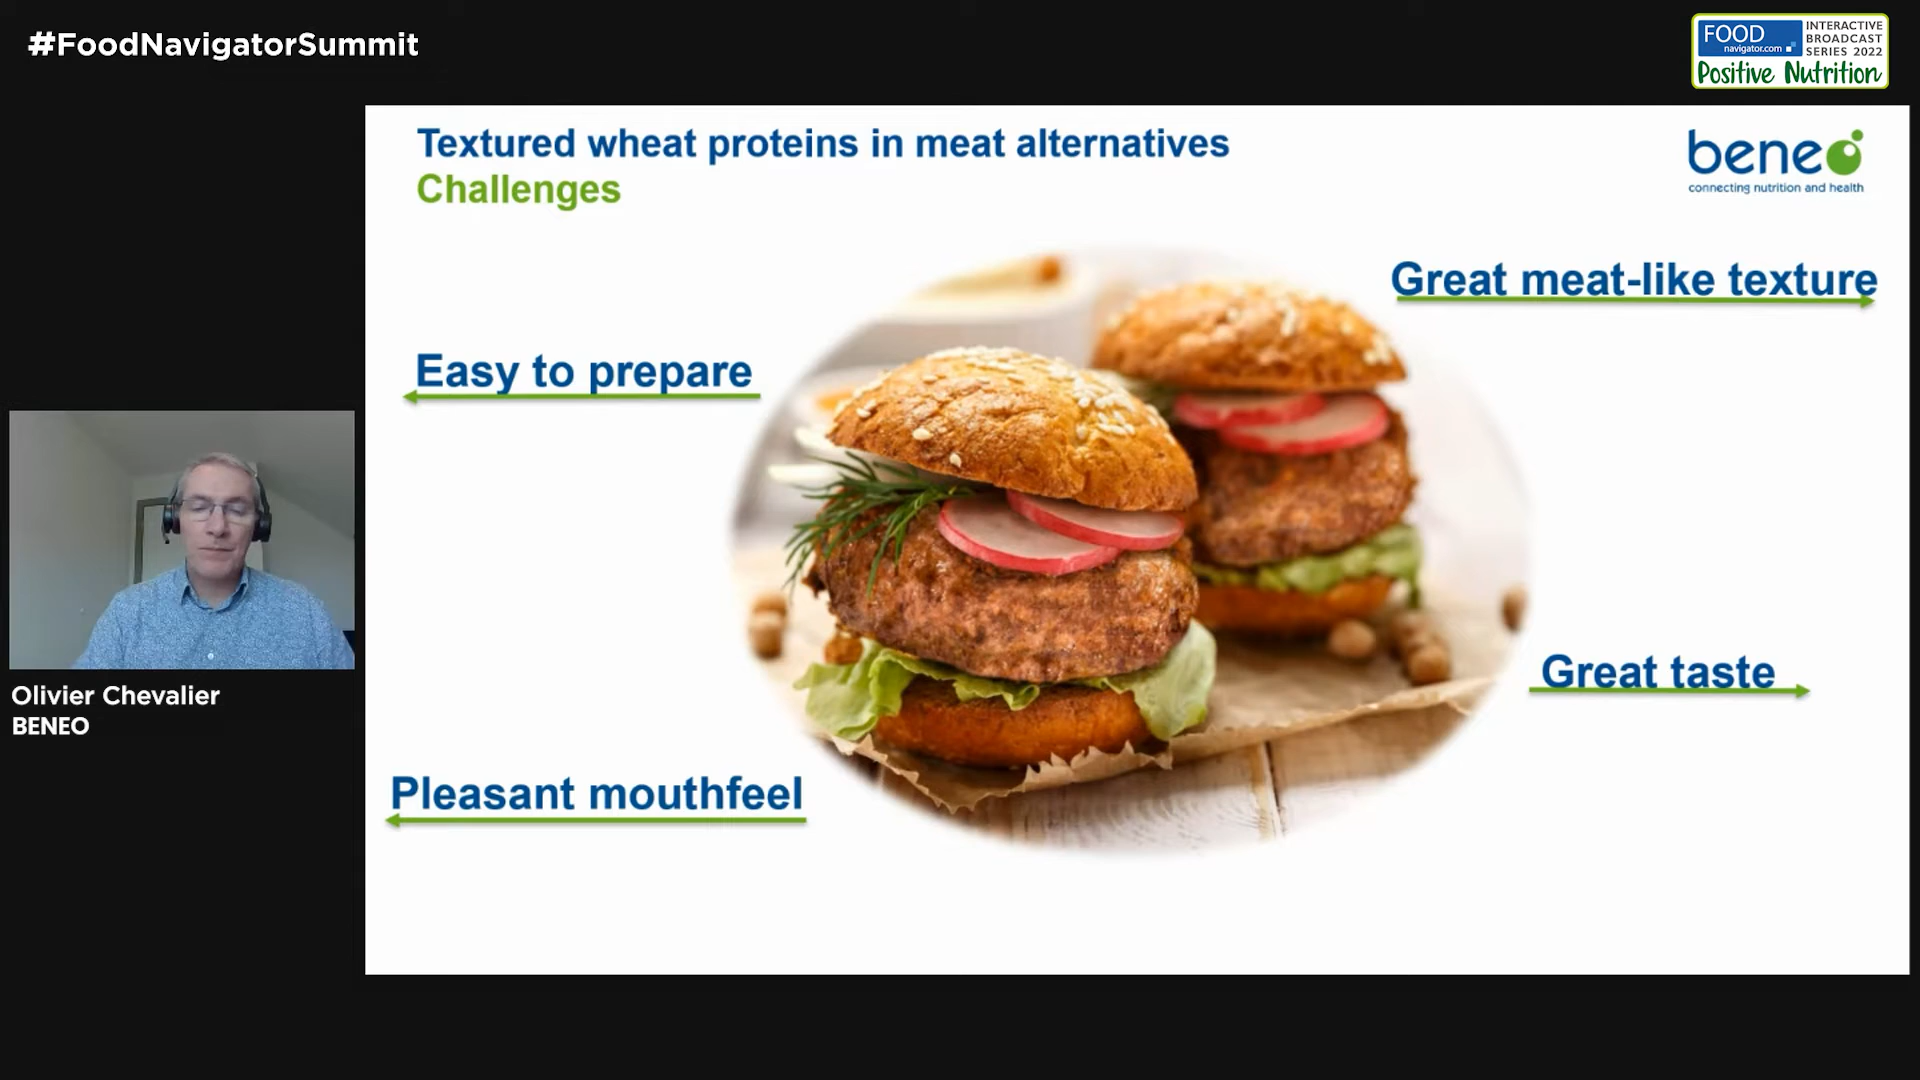 #FoodNavigatorSummit
FOOD
navigator.com
INTERACTIVE
BROADCAST
SERIES 2022
Positive Nutrition
Textured wheat proteins in meat alternatives
Challenges
beneo
connecting nutrition and health
Great meat-like texture
Easy to prepare
Great taste
Pleasant mouthfeel
Olivier Chevalier
BENEO